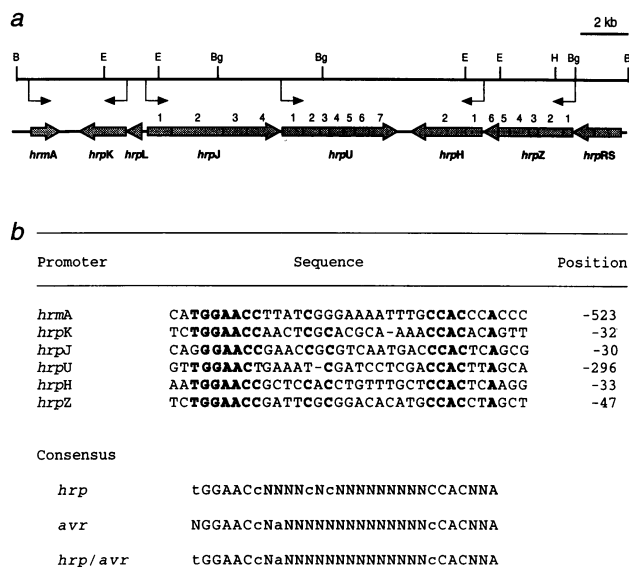 a
2 kb
B E E Bg Bg E E H Bg B
1 2 3 4 1 2 3 4 5 6 7 2 1 6 5 4 3 2 1
hrmA hrpK hrpL hrpJ hrpU hrpH hrpZ hrpRS
b
Promoter Sequence Position
hrmA CATGGAACCTTATCGGGAAAATTTGCCACCCACCC -523
hrpK TCTGGAACCAACTCGCACGCA-AAACCACACAGTT -32
hrpJ CAGGGAACCGAACCGCGTCAATGACCCACTCAGCG -30
hrpU GTTGGAACTGAAAT-CGATCCTCGACCACTTAGCA -296
hrpH AATGGAACCGCTCCACCTGTTTGCTCCACTCAAGG -33
hrpZ TCTGGAACCGATTCGCGGACACATGCCACCTAGCT -47
Consensus
hrp tGGAACcNNNNcNcNNNNNNNNNCCACNNA
avr NGGAACcNaNNNNNNNNNNNNNNcCACNNA
hrp/avr tGGAACcNaNNNNNNNNNNNNNNcCACNNA